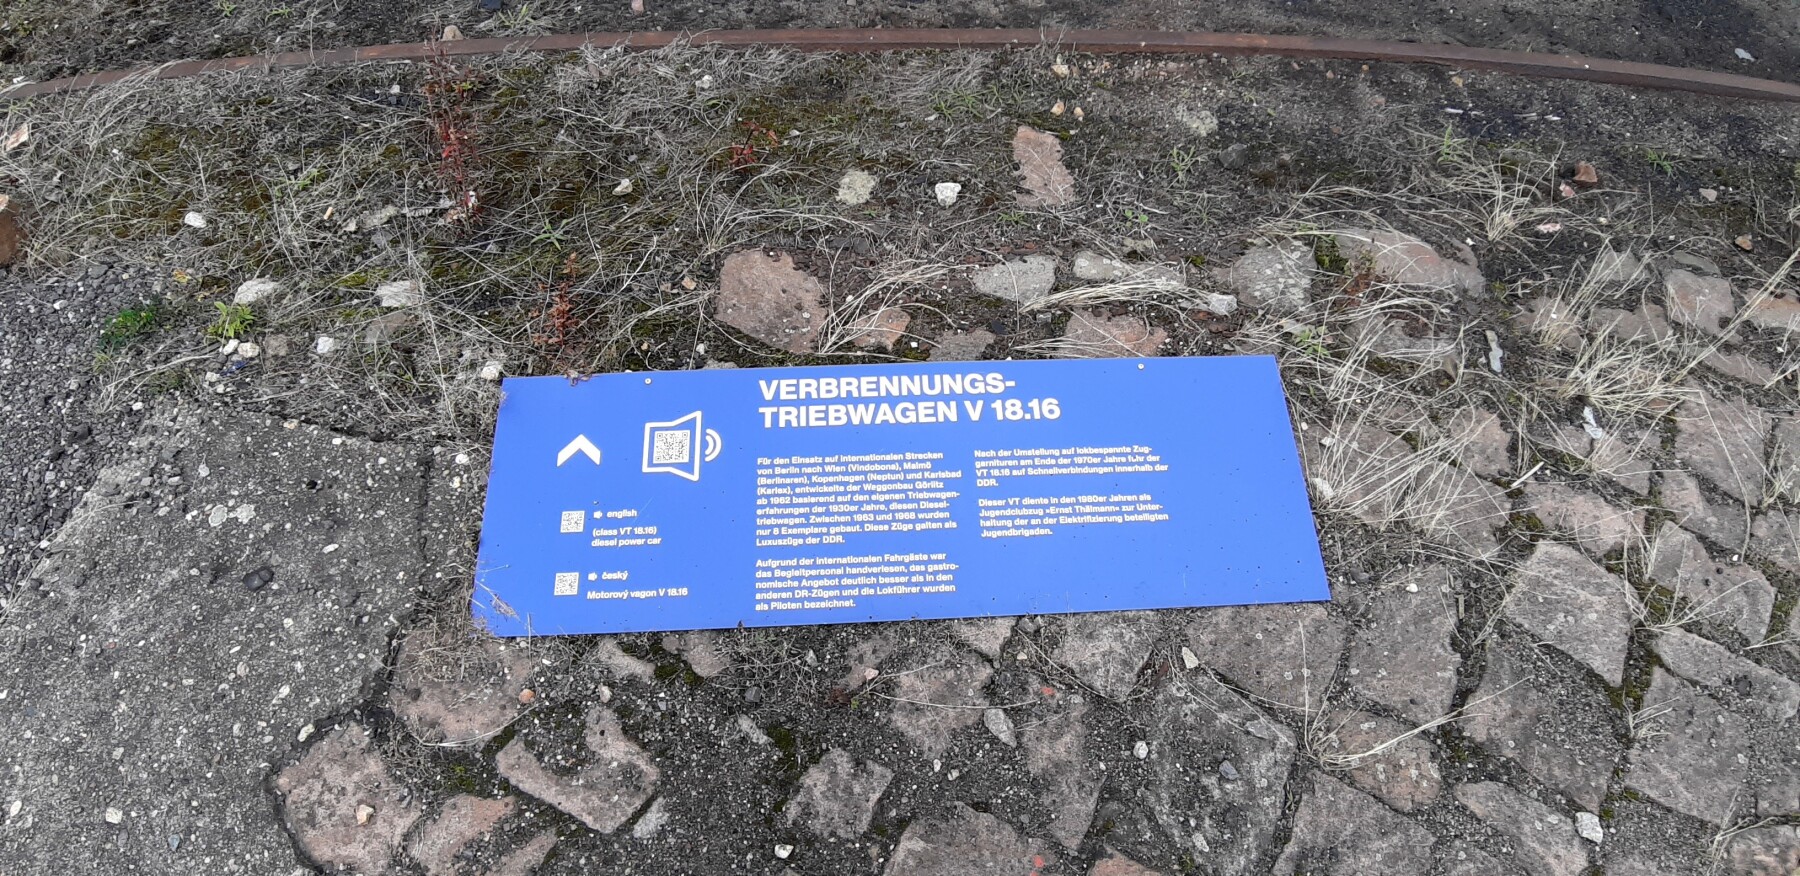 VERBRENNUNGS-
TRIEBWAGEN V 18.16
Für den Einsatz auf internationalen Strecken
von Berlin nach Wien (Vindobona), Malmö
(Berlinaren), Kopenhagen (Neptun) und Karlsbad
(Karlex), entwickelte der Waggonbau Görlitz
ab 1962 basierend auf den eigenen Triebwagen-
erfahrungen der 1930er Jahre, diesen Diesel-
triebwagen. Zwischen 1963 und 1968 wurden
nur 8 Exemplare gebaut. Diese Züge galten als
Luxuszüge der DDR.
Aufgrund der internationalen Fahrgäste war
das Begleitpersonal handverlesen, das gastro-
nomische Angebot deutlich besser als in den
anderen DR-Zügen und die Lokführer wurden
als Piloten bezeichnet.
Nach der Umstellung auf lokbespannte Zug-
garnituren am Ende der 1970er Jahre fuhr der
VT 18.16 auf Schnellverbindungen innerhalb der
DDR.
Dieser VT diente in den 1980er Jahren als
Jugendclubzug »Ernst Thälmann« zur Unter-
haltung der an der Elektrifizierung beteiligten
Jugendbrigaden.
english
(class VT 18.16)
diesel power car
český
Motorový vagon V 18.16